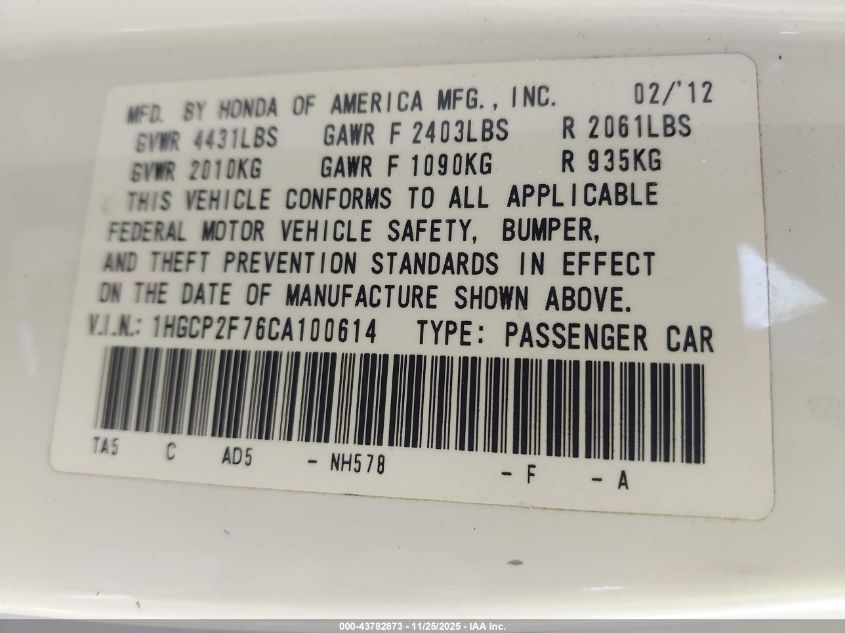 MFD. BY HONDA OF AMERICA MFG., INC. 02/'12
GVWR 4431LBS GAWR F 2403LBS R 2061LBS
GVWR 2010KG GAWR F 1090KG R 935KG
THIS VEHICLE CONFORMS TO ALL APPLICABLE
FEDERAL MOTOR VEHICLE SAFETY, BUMPER,
AND THEFT PREVENTION STANDARDS IN EFFECT
ON THE DATE OF MANUFACTURE SHOWN ABOVE.
V.I.N.: 1HGCP2F76CA100614 TYPE: PASSENGER CAR
TA5 C AD5 - NH578 - F - A
000-43782873 - 11/25/2025 - IAA Inc.